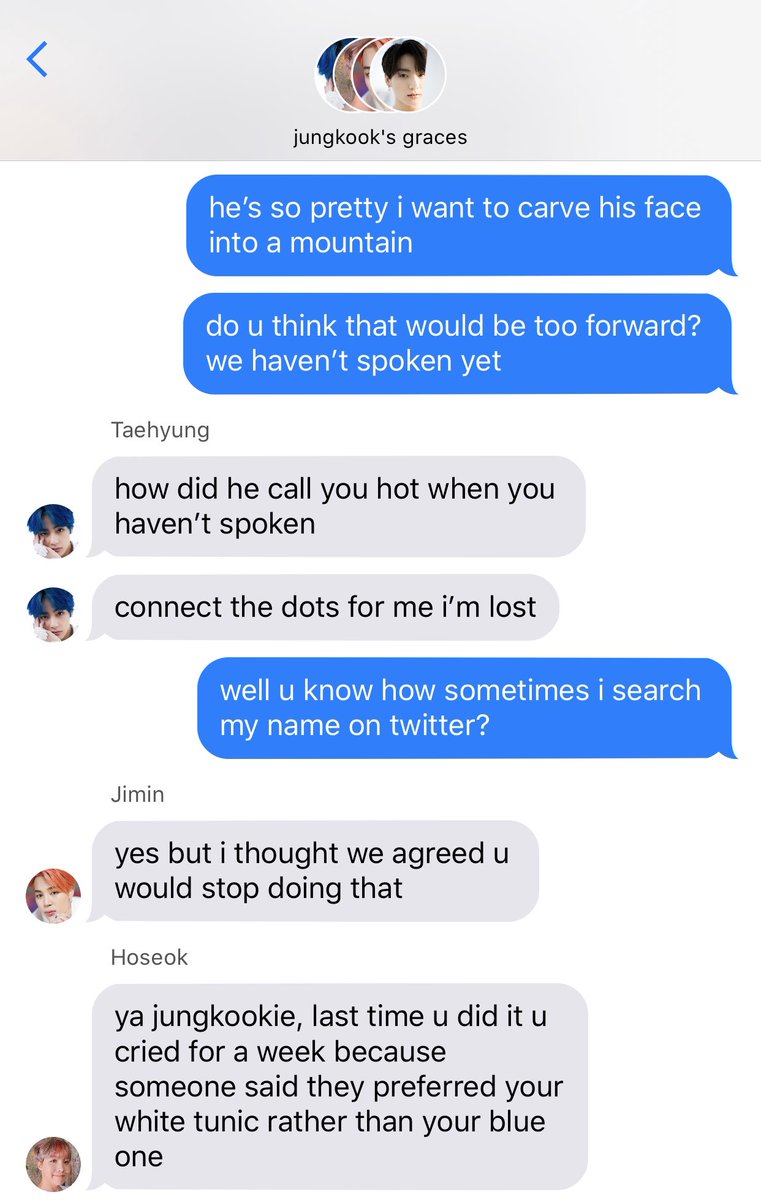 jungkook's graces
he’s so pretty i want to carve his face
into a mountain
do u think that would be too forward?
we haven’t spoken yet
Taehyung
how did he call you hot when you
haven’t spoken
connect the dots for me i’m lost
well u know how sometimes i search
my name on twitter?
Jimin
yes but i thought we agreed u
would stop doing that
Hoseok
ya jungkookie, last time u did it u
cried for a week because
someone said they preferred your
white tunic rather than your blue
one